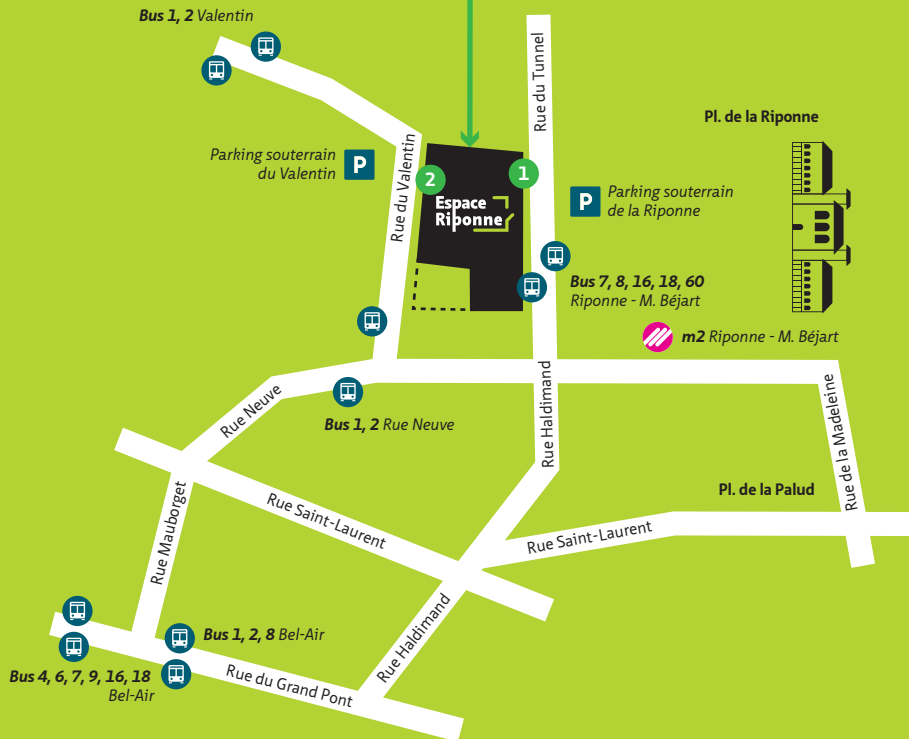 Bus 1, 2 Valentin
Rue du Tunnel
Pl. de la Riponne
Parking souterrain
du Valentin
P
Rue du Valentin
2
1
Espace
Riponne
P
Parking souterrain
de la Riponne
Bus 7, 8, 16, 18, 60
Riponne - M. Béjart
m2 Riponne - M. Béjart
Rue Neuve
Bus 1, 2 Rue Neuve
Rue Haldimand
Rue de la Madeleine
Pl. de la Palud
Rue Mauborget
Rue Saint-Laurent
Rue Saint-Laurent
Rue Haldimand
Bus 1, 2, 8 Bel-Air
Bus 4, 6, 7, 9, 16, 18
Bel-Air
Rue du Grand Pont